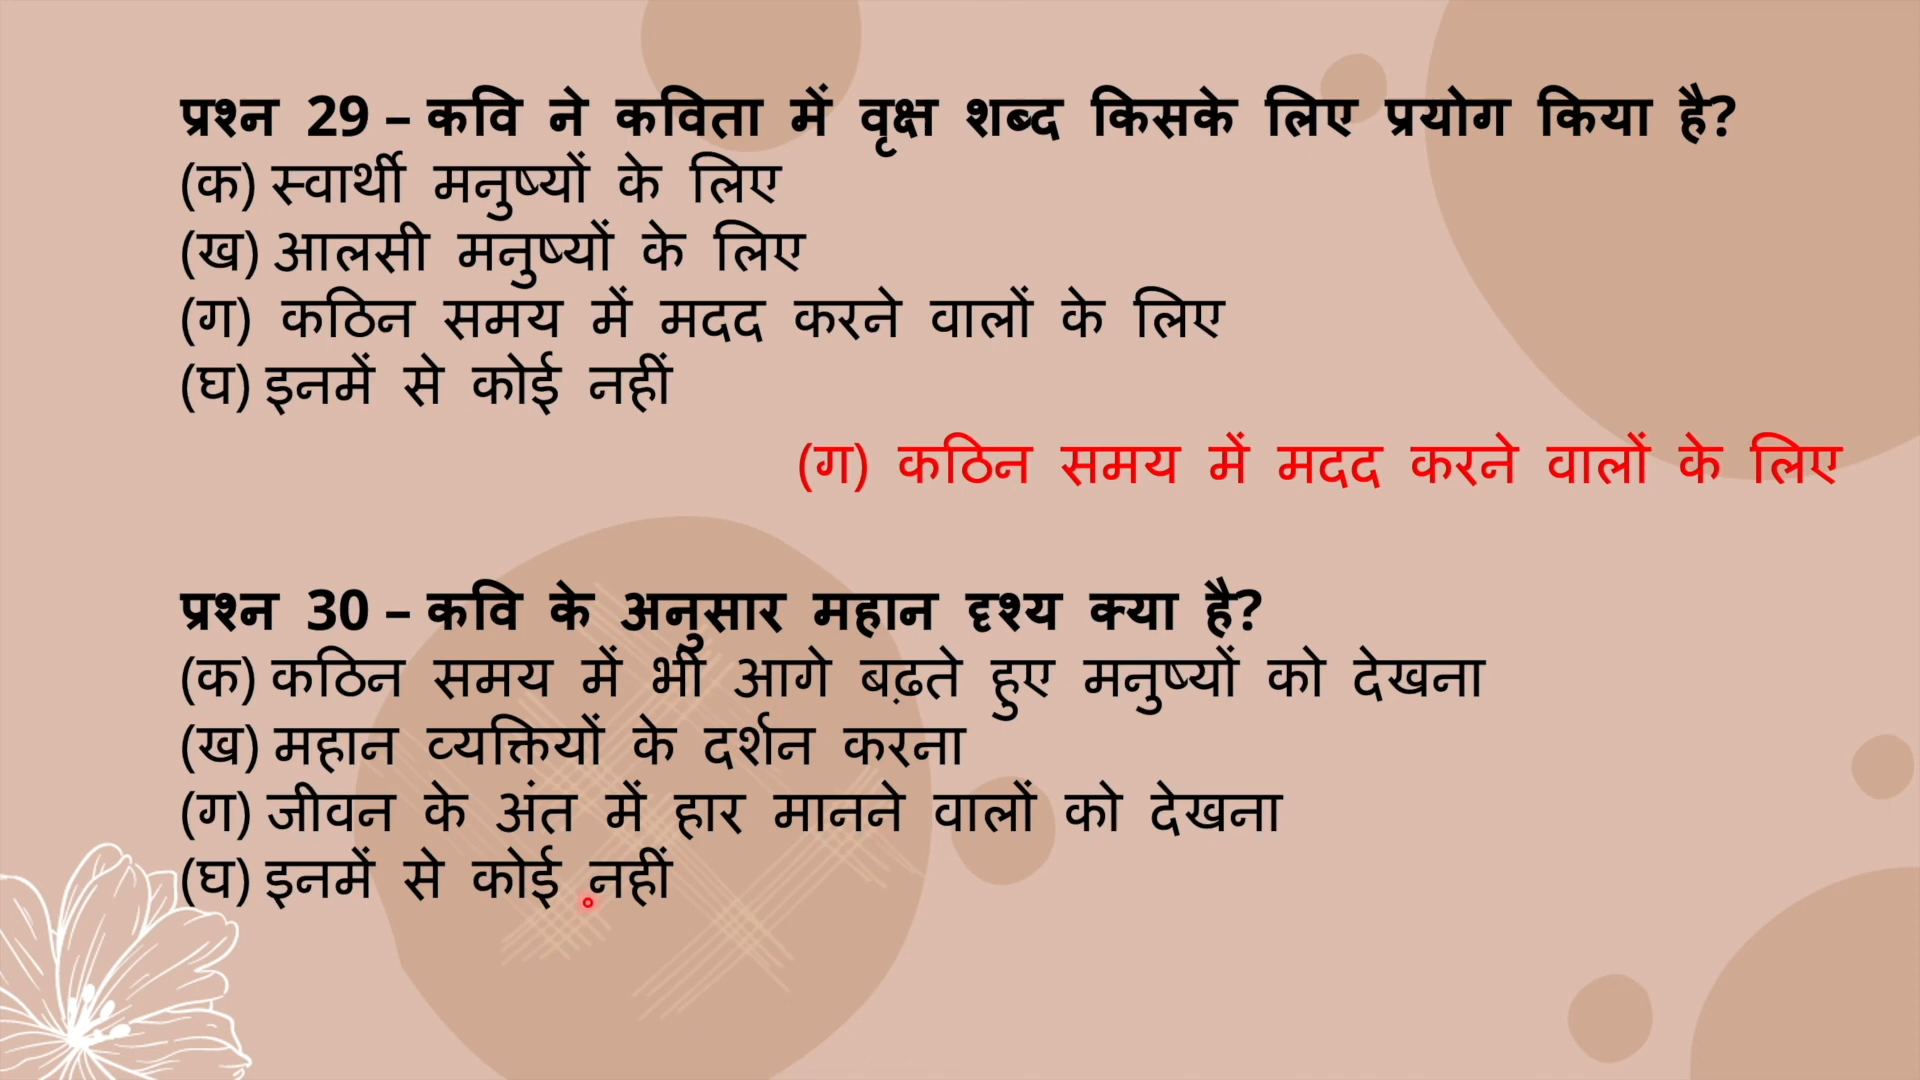 प्रश्न 29 – कवि ने कविता में वृक्ष शब्द किसके लिए प्रयोग किया है?
(क) स्वार्थी मनुष्यों के लिए
(ख) आलसी मनुष्यों के लिए
(ग) कठिन समय में मदद करने वालों के लिए
(घ) इनमें से कोई नहीं
(ग) कठिन समय में मदद करने वालों के लिए
प्रश्न 30 – कवि के अनुसार महान दृश्य क्या है?
(क) कठिन समय में भी आगे बढ़ते हुए मनुष्यों को देखना
(ख) महान व्यक्तियों के दर्शन करना
(ग) जीवन के अंत में हार मानने वालों को देखना
(घ) इनमें से कोई नहीं